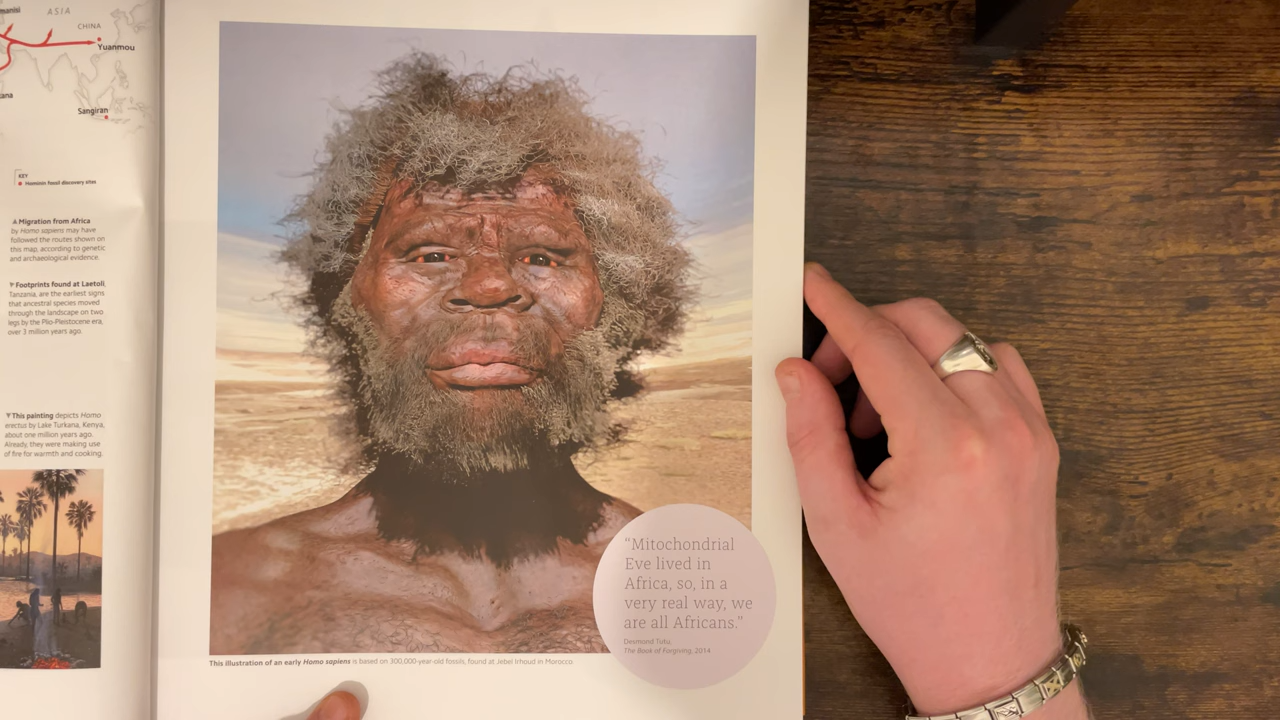 ASIA
CHINA
Yuanmou
Sangiran
KEY
Hominin fossil discovery sites
▲ Migration from Africa
by Homo sapiens may have
followed the routes shown on
this map, according to genetic
and archaeological evidence.
▼ Footprints found at Laetoli,
Tanzania, are the earliest signs
that ancestral species moved
through the landscape on two
legs by the Plio-Pleistocene era,
over 3 million years ago.
▼ This painting depicts Homo
erectus by Lake Turkana, Kenya,
about one million years ago.
Already, they were making use
of fire for warmth and cooking.
“Mitochondrial
Eve lived in
Africa, so, in a
very real way, we
are all Africans.”
Desmond Tutu,
The Book of Forgiving, 2014
This illustration of an early Homo sapiens is based on 300,000-year-old fossils, found at Jebel Irhoud in Morocco.